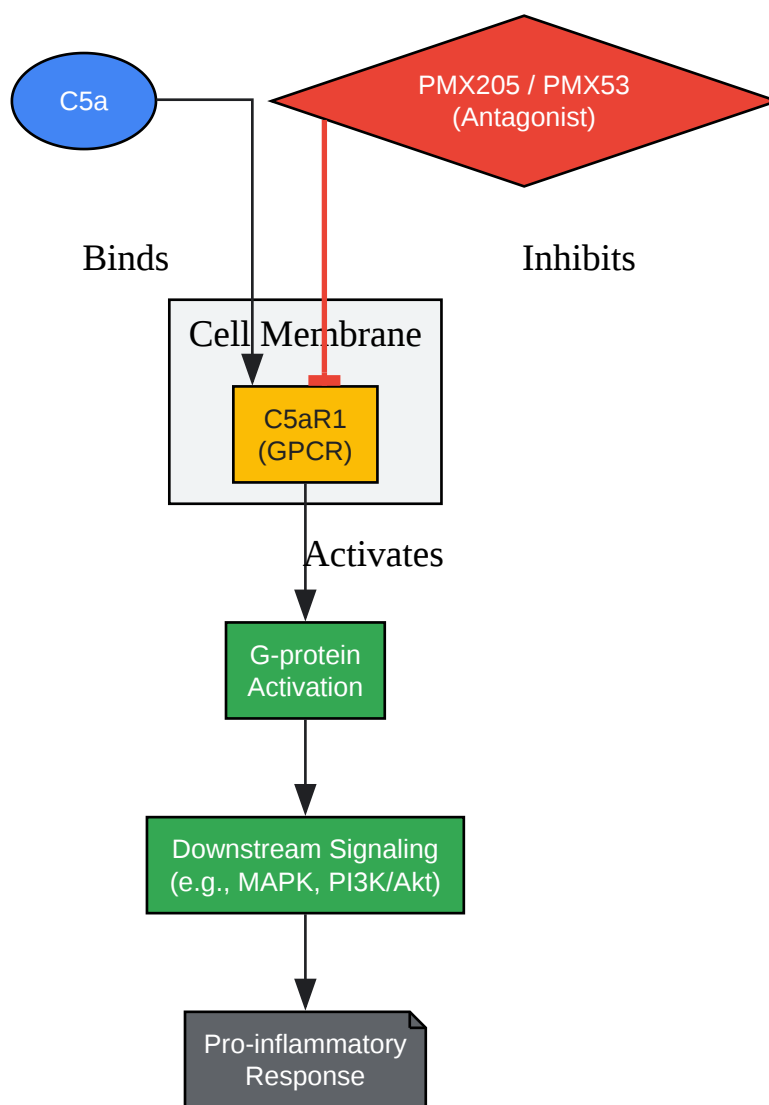 C5a
PMX205 / PMX53
(Antagonist)
Binds
Inhibits
Cell Membrane
C5aR1
(GPCR)
Activates
G-protein
Activation
Downstream Signaling
(e.g., MAPK, PI3K/Akt)
Pro-inflammatory
Response